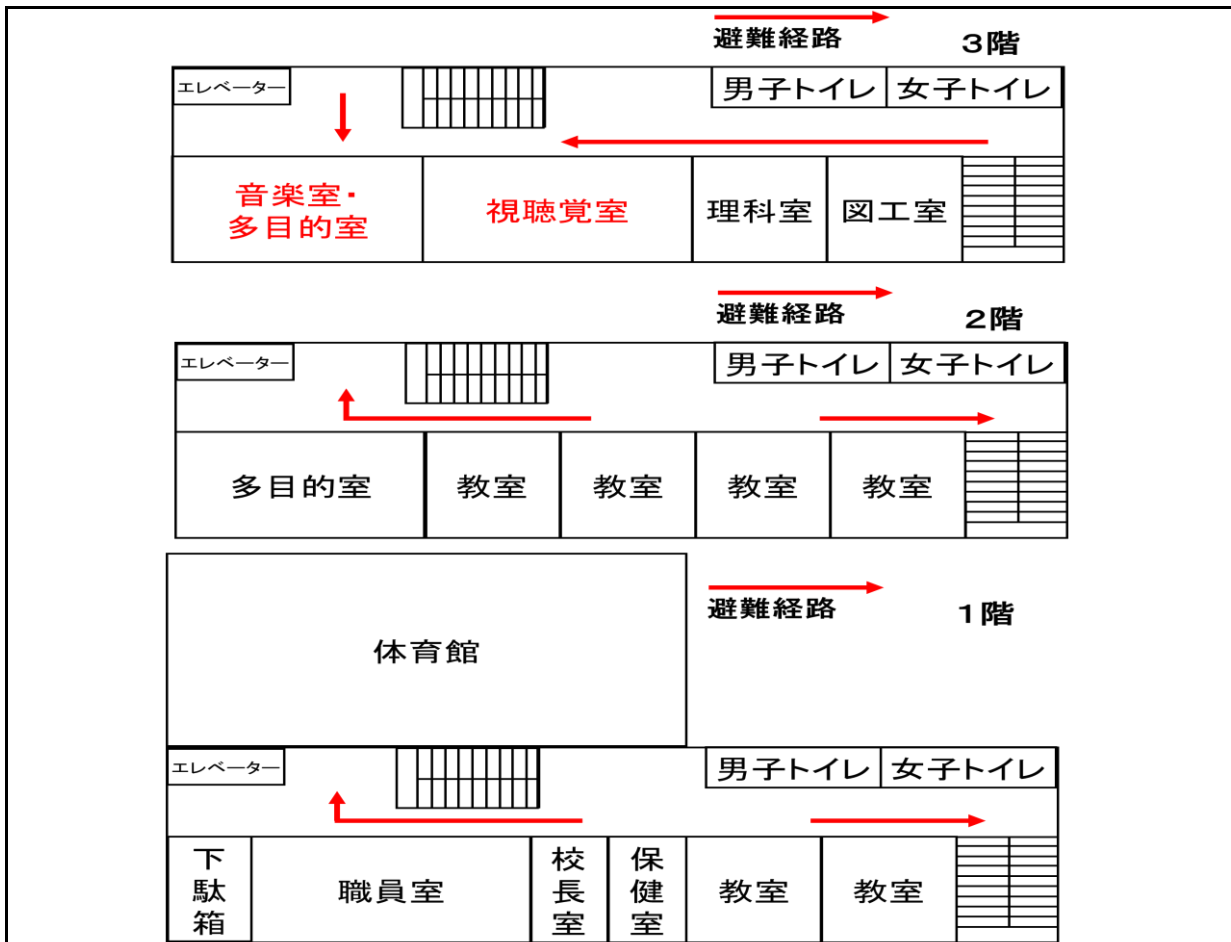 避難経路
3階
エレベーター
男子トイレ
女子トイレ
音楽室・
多目的室
視聴覚室
理科室
図工室
避難経路
2階
エレベーター
男子トイレ
女子トイレ
多目的室
教室
教室
教室
教室
体育館
避難経路
1階
エレベーター
男子トイレ
女子トイレ
下駄箱
職員室
校長室
保健室
教室
教室